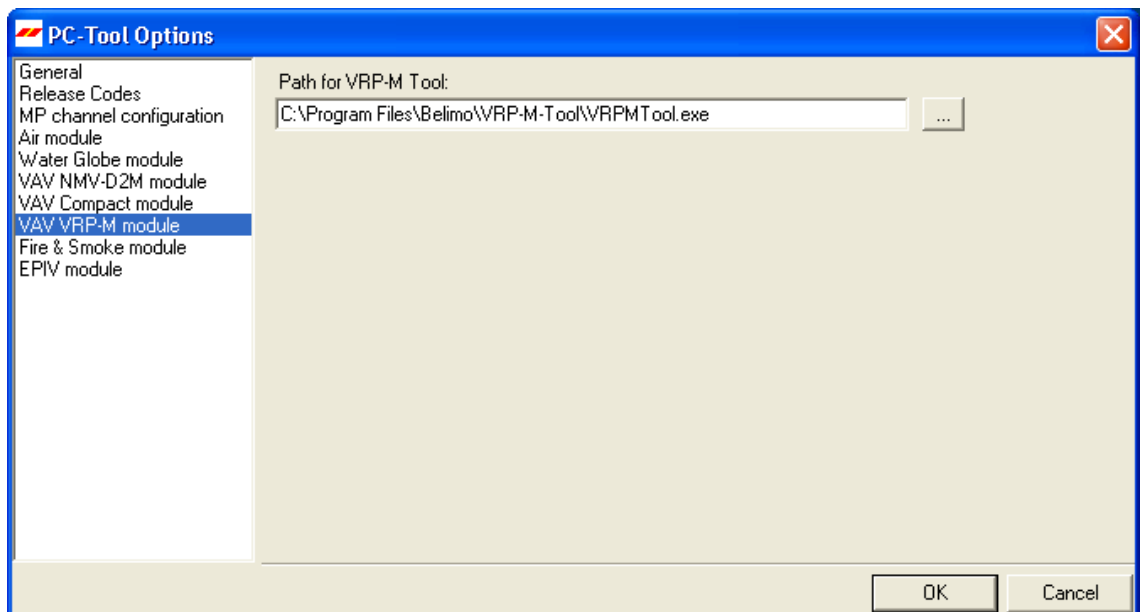 PC-Tool Options
General
Release Codes
MP channel configuration
Air module
Water Globe module
VAV NMV-D2M module
VAV Compact module
VAV VRP-M module
Fire & Smoke module
EPIV module
Path for VRP-M Tool:
C:\Program Files\Belimo\VRP-M-Tool\VRPMTool.exe
...
OK
Cancel